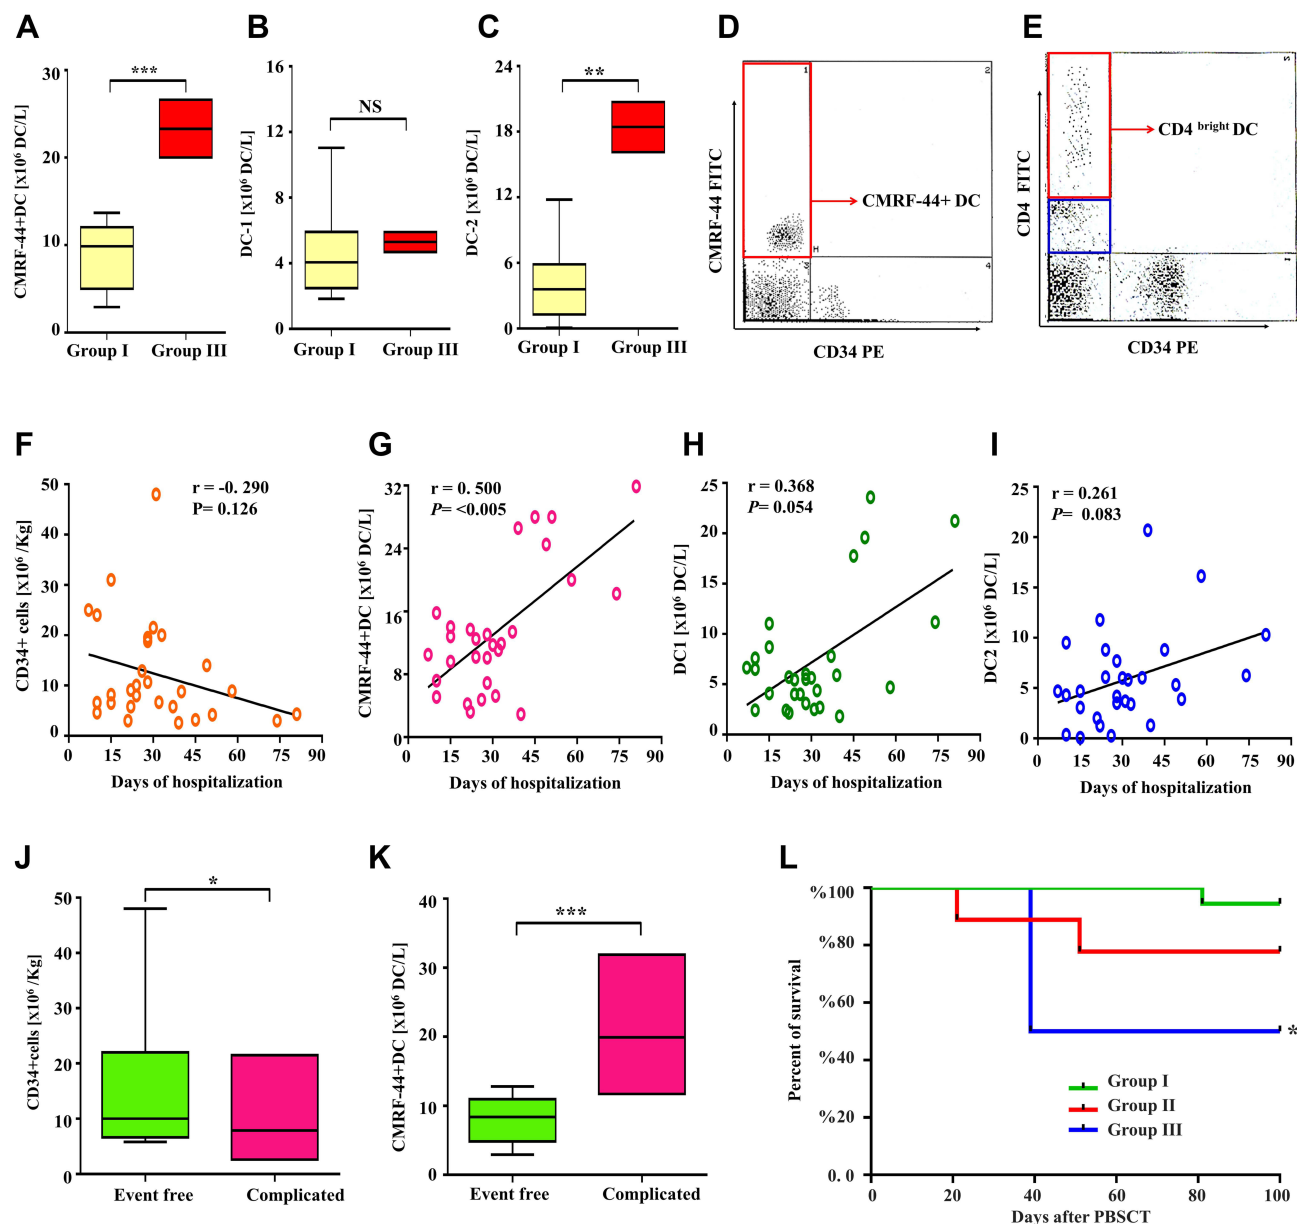 A
CMRF-44+DC [x10⁶ DC/L]
30
20
10
0
***
Group I
Group III
B
DC-1 [x10⁶ DC/L]
16
12
8
4
0
NS
Group I
Group III
C
DC-2 [x10⁶ DC/L]
24
18
12
6
0
**
Group I
Group III
D
CMRF-44 FITC
1
2
CMRF-44+ DC
H
3
4
CD34 PE
E
CD4 FITC
CD4 bright DC
CD34 PE
F
CD34+ cells [x10⁶ /Kg]
50
40
30
20
10
0
r = -0. 290
P= 0.126
0 15 30 45 60 75 90
Days of hospitalization
G
CMRF-44+DC [x10⁶ DC/L]
32
24
16
8
0
r = 0. 500
P= <0.005
0 15 30 45 60 75 90
Days of hospitalization
H
DC1 [x10⁶ DC/L]
25
20
15
10
5
0
r = 0.368
P= 0.054
0 15 30 45 60 75 90
Days of hospitalization
I
DC2 [x10⁶ DC/L]
25
20
15
10
5
0
r = 0.261
P= 0.083
0 15 30 45 60 75 90
Days of hospitalization
J
CD34+cells [x10⁶ /Kg]
50
40
30
20
10
0
*
Event free
Complicated
K
CMRF-44+DC [x10⁶ DC/L]
40
30
20
10
0
***
Event free
Complicated
L
Percent of survival
%100
%80
%60
%40
%20
0. 0
*
Group I
Group II
Group III
0 20 40 60 80 100
Days after PBSCT